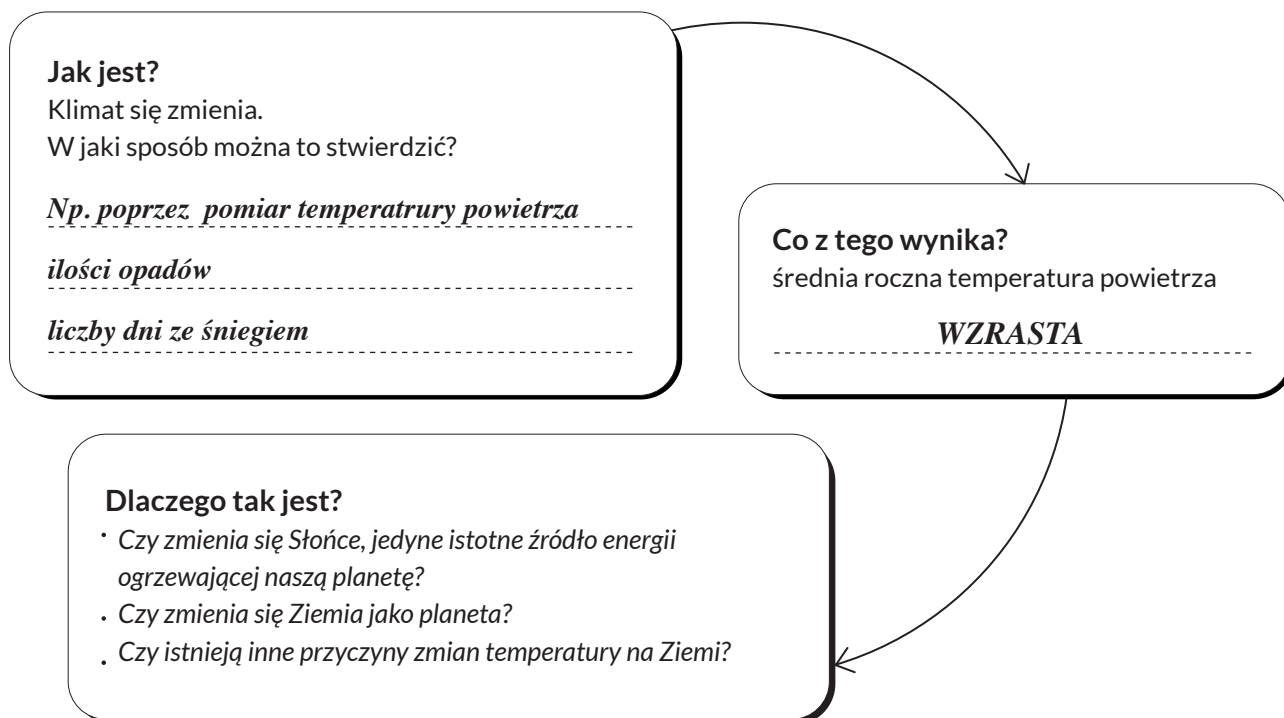 Jak jest?
Klimat się zmienia.
W jaki sposób można to stwierdzić?
Np. poprzez pomiar temperatrury powietrza
ilości opadów
liczby dni ze śniegiem
Co z tego wynika?
średnia roczna temperatura powietrza
WZRASTA
Dlaczego tak jest?
• Czy zmienia się Słońce, jedyne istotne źródło energii
ogrzewającej naszą planetę?
• Czy zmienia się Ziemia jako planeta?
• Czy istnieją inne przyczyny zmian temperatury na Ziemi?